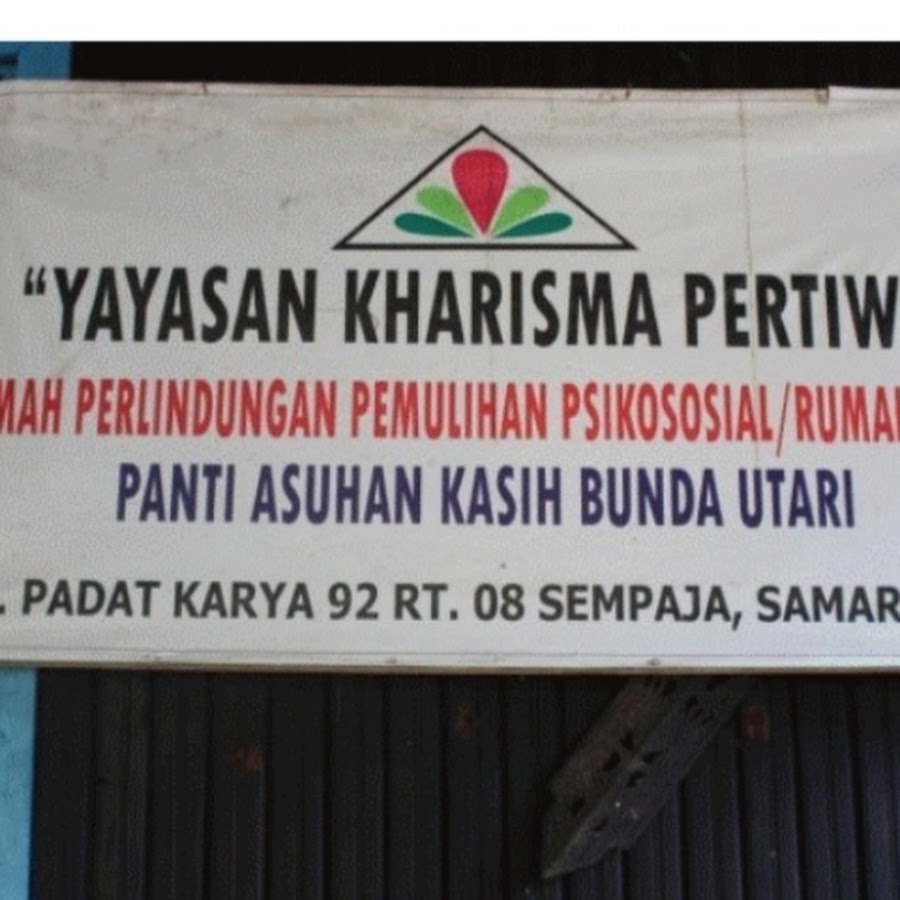 “YAYASAN KHARISMA PERTIW
MAH PERLINDUNGAN PEMULIHAN PSIKOSOSIAL/RUMAH
PANTI ASUHAN KASIH BUNDA UTARI
. PADAT KARYA 92 RT. 08 SEMPAJA, SAMAR